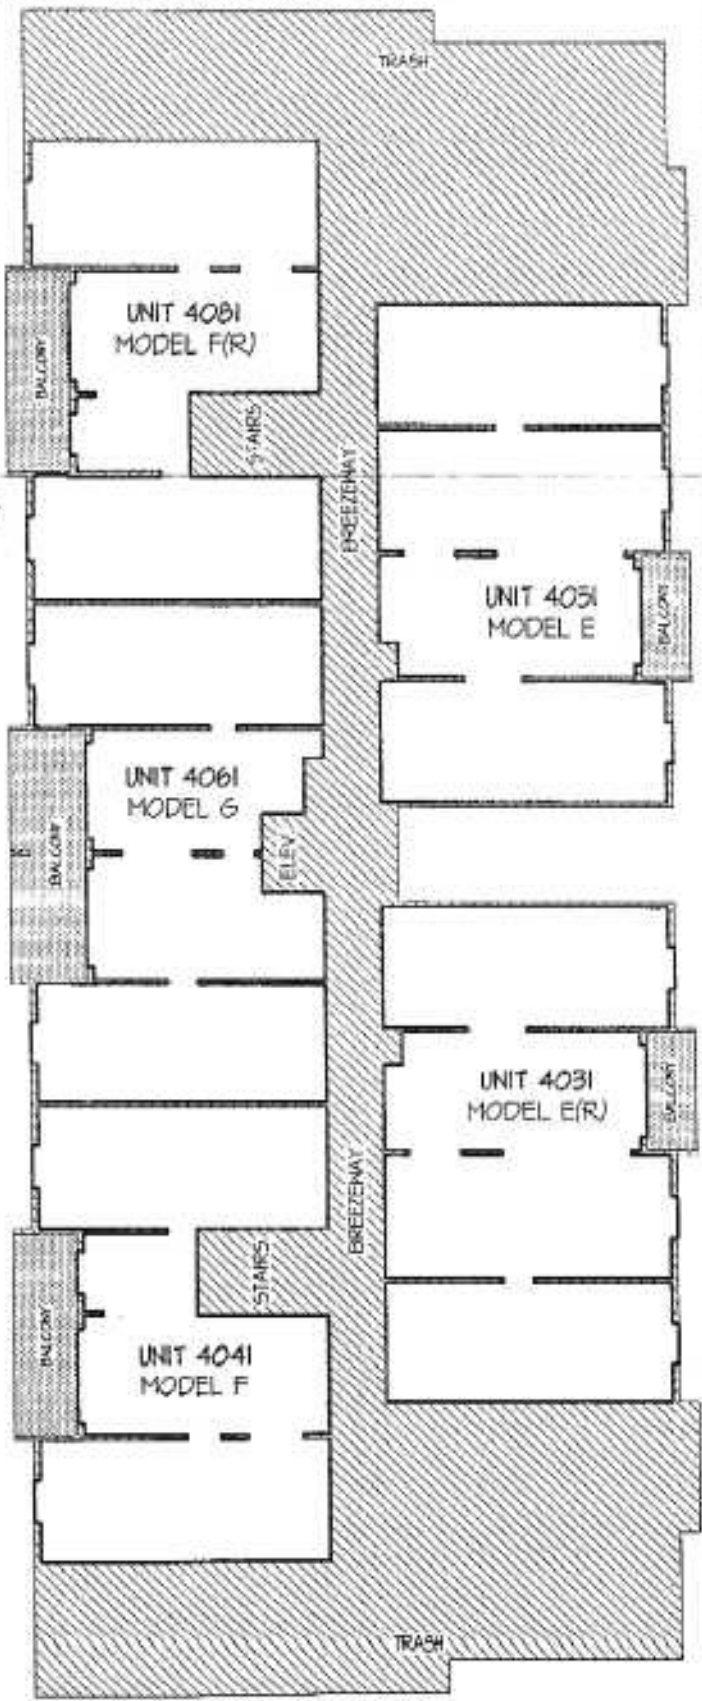 TRASH
UNIT 4081
MODEL F(R)
BALCONY
STAIRS
BREEZEWAY
UNIT 4051
MODEL E
BALCONY
UNIT 4061
MODEL G
BALCONY
ELEV
UNIT 4031
MODEL E(R)
BALCONY
BREEZEWAY
STAIRS
BALCONY
UNIT 4041
MODEL F
TRASH